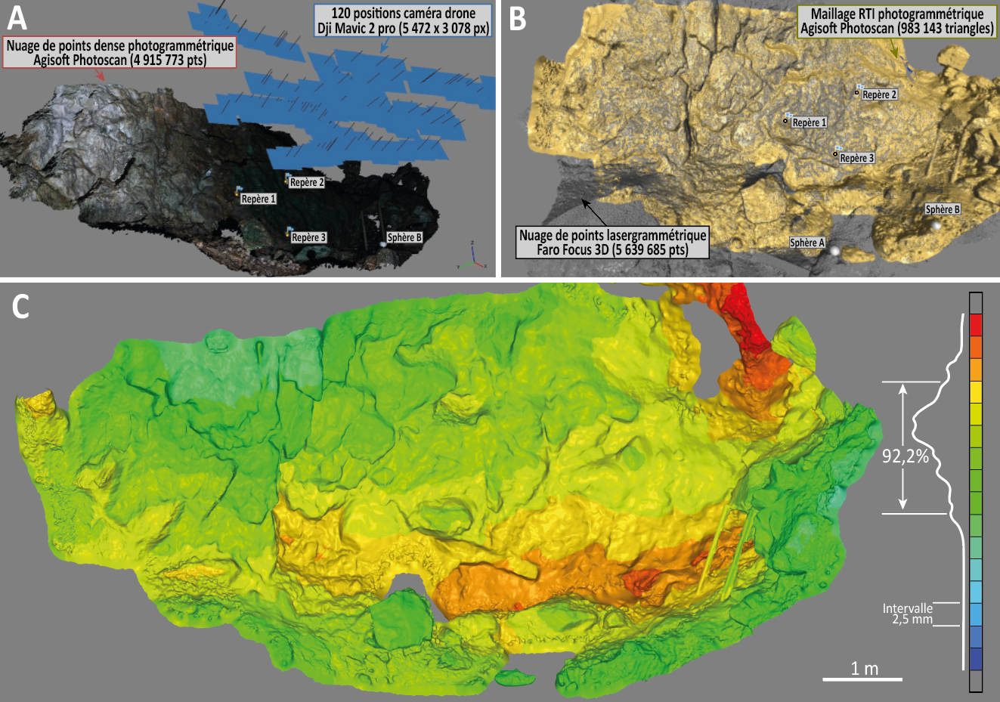 A
120 positions caméra drone
Dji Mavic 2 pro (5 472 x 3 078 px)
Nuage de points dense photogrammétrique
Agisoft Photoscan (4 915 773 pts)
Repère 2
Repère 1
Repère 3
Sphère B
z
y
x
B
Maillage RTI photogrammétrique
Agisoft Photoscan (983 143 triangles)
Repère 2
Repère 1
Repère 3
Sphère B
Nuage de points lasergrammétrique
Faro Focus 3D (5 639 685 pts)
Sphère A
C
92,2%
Intervalle
2,5 mm
1 m